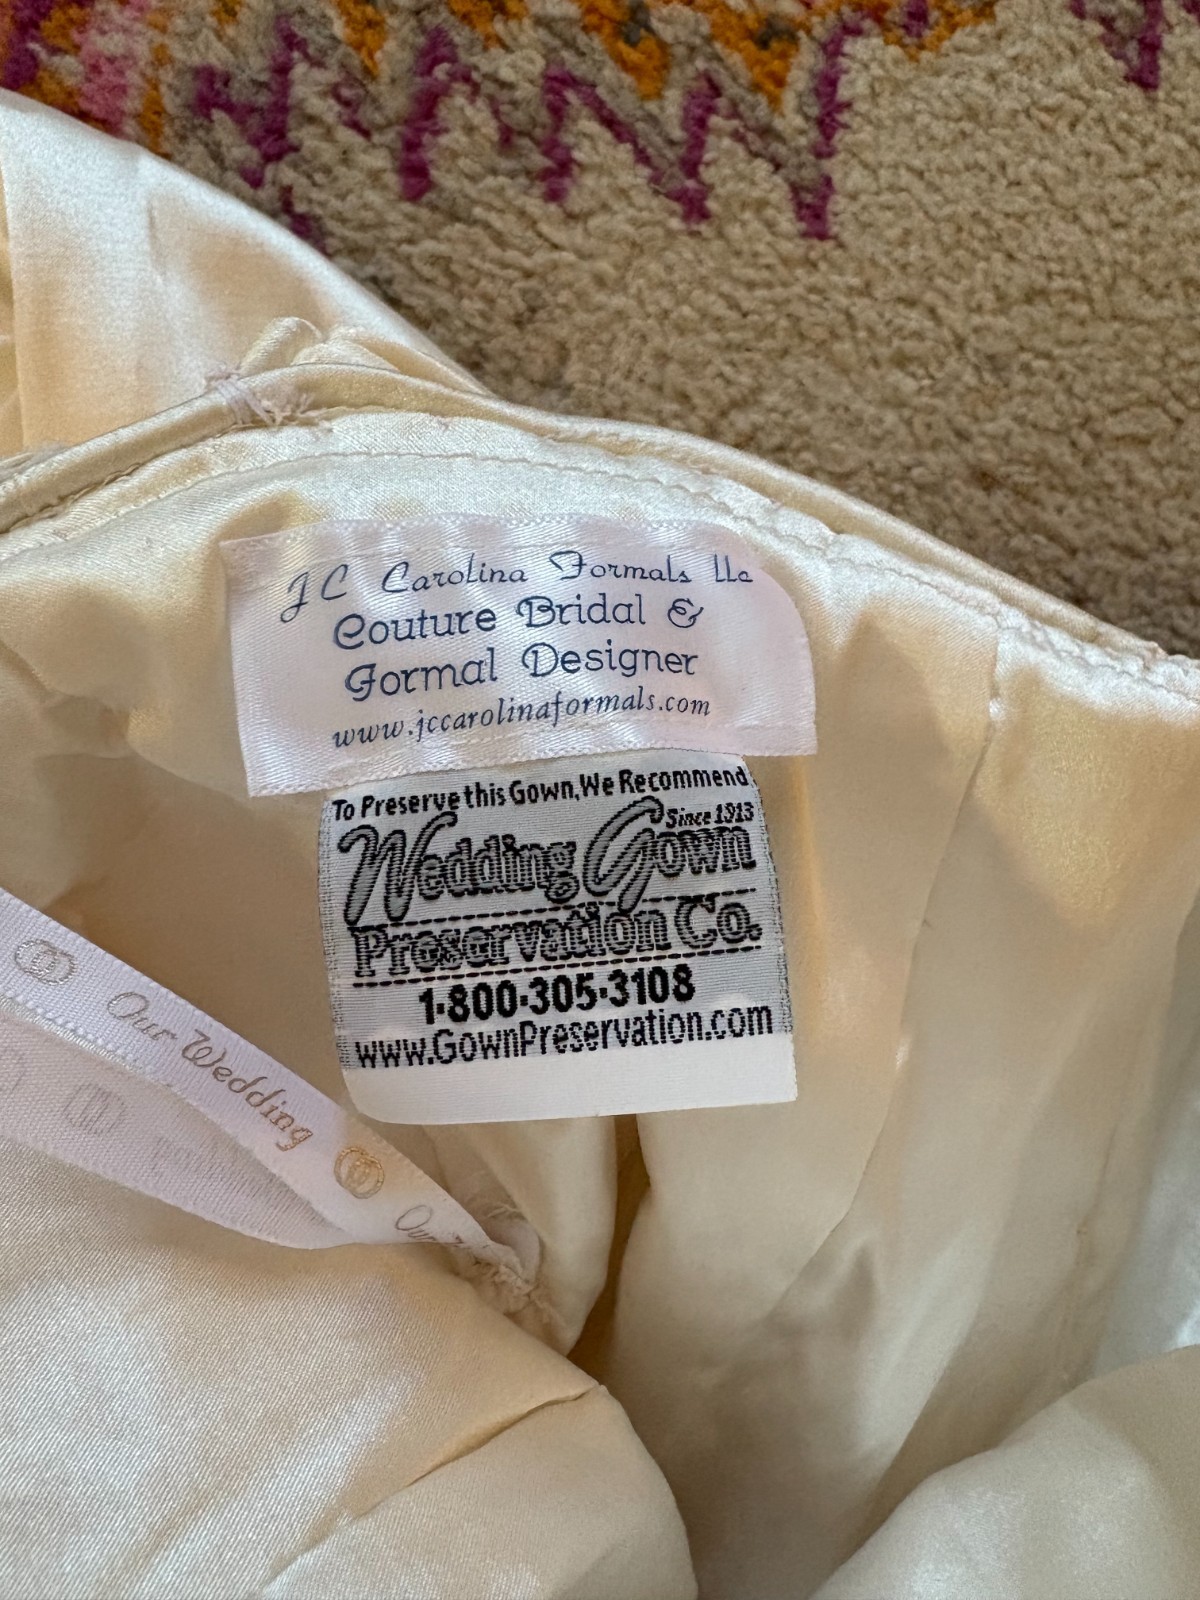 JC Carolina Formals LLc
Couture Bridal &
Formal Designer
www.jccarolinaformals.com
To Preserve this Gown, We Recommend
Since 1913
Wedding Gown
Preservation Co.
1-800-305-3108
www.GownPreservation.com
Our Wedding
Our